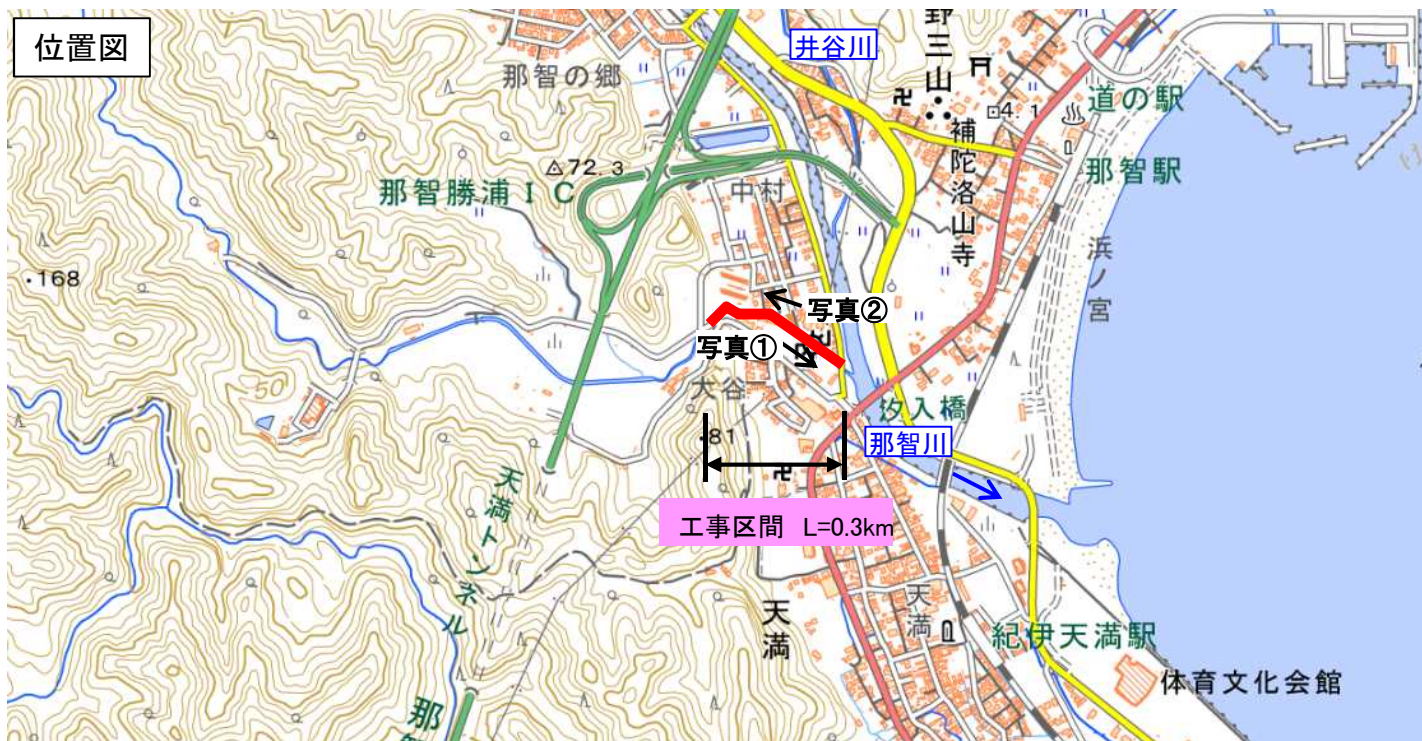 位置図
井谷川
那智の郷
野三山
補陀洛山寺
4.1
道の駅
那智駅
72.3
那智勝浦IC
中村
浜ノ宮
168
写真②
写真①
大谷
50
81
汐入橋
那智川
工事区間 L=0.3km
天満トンネル
天満
天満
紀伊天満駅
体育文化会館
那